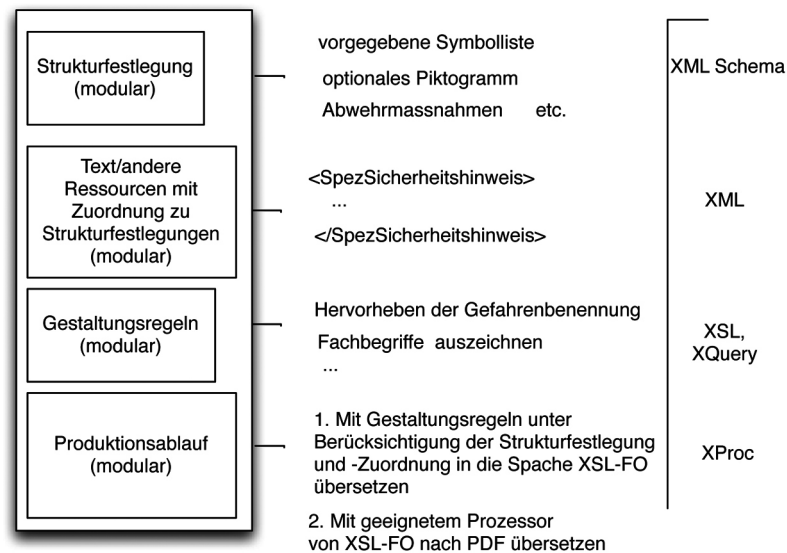 Strukturfestlegung
(modular)
vorgegebene Symbolliste
optionales Piktogramm
Abwehrmassnahmen etc.
XML Schema
Text/andere
Ressourcen mit
Zuordnung zu
Strukturfestlegungen
(modular)
<SpezSicherheitshinweis>
...
</SpezSicherheitshinweis>
XML
Gestaltungsregeln
(modular)
Hervorheben der Gefahrenbenennung
Fachbegriffe auszeichnen
...
XSL,
XQuery
Produktionsablauf
(modular)
1. Mit Gestaltungsregeln unter
Berücksichtigung der Strukturfestlegung
und -Zuordnung in die Spache XSL-FO
übersetzen
2. Mit geeignetem Prozessor
von XSL-FO nach PDF übersetzen
XProc